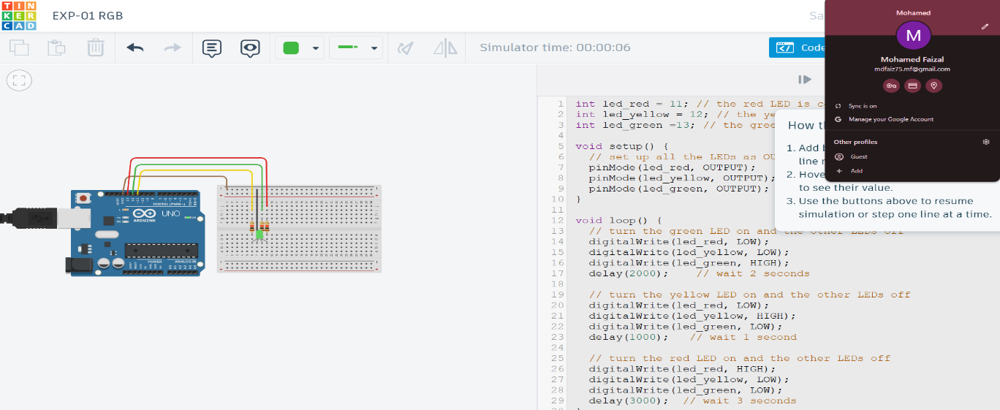 TIN
KER
CAD
EXP-01 RGB
Simulator time: 00:00:06
Code
Mohamed
M
Mohamed Faizal
mdfaiz75.mf@gmail.com
Sync is on
Manage your Google Account
Other profiles
Guest
Add
How
1. Add
line
2. Hove
to see their value.
3. Use the buttons above to resume
simulation or step one line at a time.
1 int led_red = 11; // the red LED is c
2 int led_yellow = 12; // the ye
3 int led_green =13; // the gree
4
5 void setup() {
6 // set up all the LEDs as OU
7 pinMode(led_red, OUTPUT);
8 pinMode(led_yellow, OUTPUT);
9 pinMode(led_green, OUTPUT);
10 }
11
12 void loop() {
13 // turn the green LED on and the other LEDs off
14 digitalWrite(led_red, LOW);
15 digitalWrite(led_yellow, LOW);
16 digitalWrite(led_green, HIGH);
17 delay(2000); // wait 2 seconds
18
19 // turn the yellow LED on and the other LEDs off
20 digitalWrite(led_red, LOW);
21 digitalWrite(led_yellow, HIGH);
22 digitalWrite(led_green, LOW);
23 delay(1000); // wait 1 second
24
25 // turn the red LED on and the other LEDs off
26 digitalWrite(led_red, HIGH);
27 digitalWrite(led_yellow, LOW);
28 digitalWrite(led_green, LOW);
29 delay(3000); // wait 3 seconds
DIGITAL (PWM~)
UNO
ARDUINO
POWER
ANALOG IN